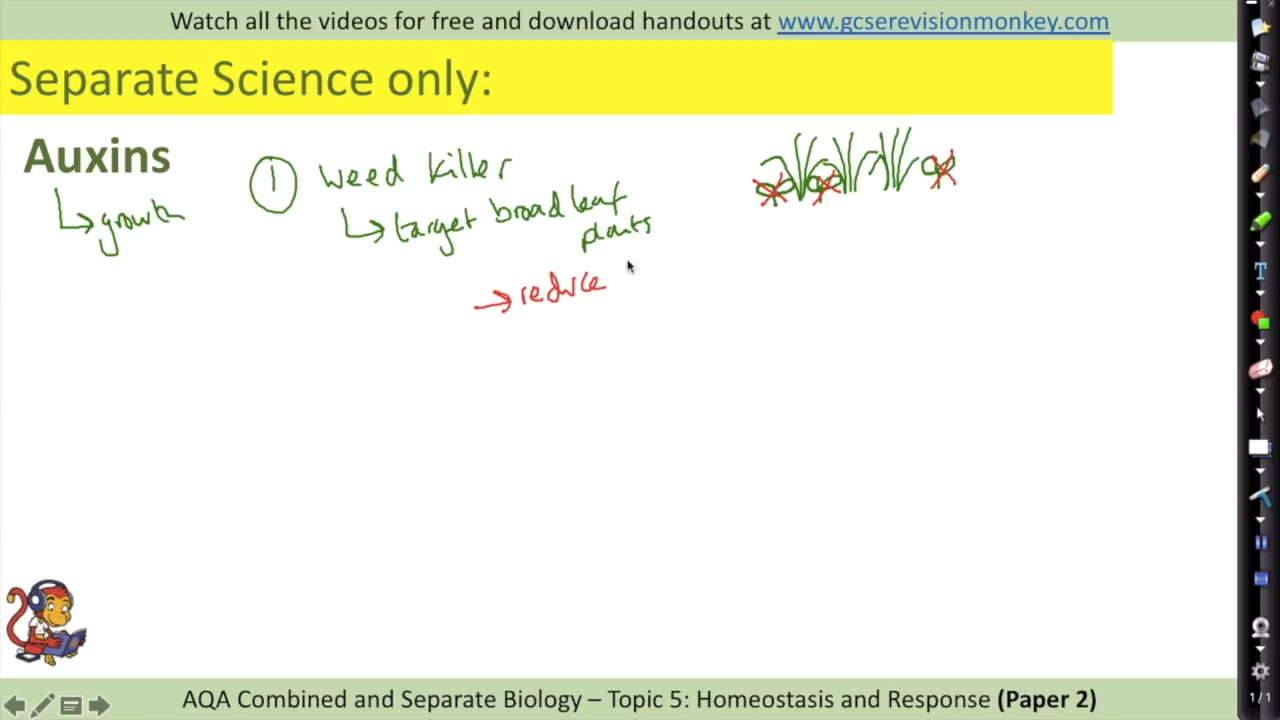 Watch all the videos for free and download handouts at www.gcserevisionmonkey.com
Separate Science only:
Auxins
growth
1 weed killer
target broad leaf
plants
reduce
AQA Combined and Separate Biology – Topic 5: Homeostasis and Response (Paper 2)
T
1/1